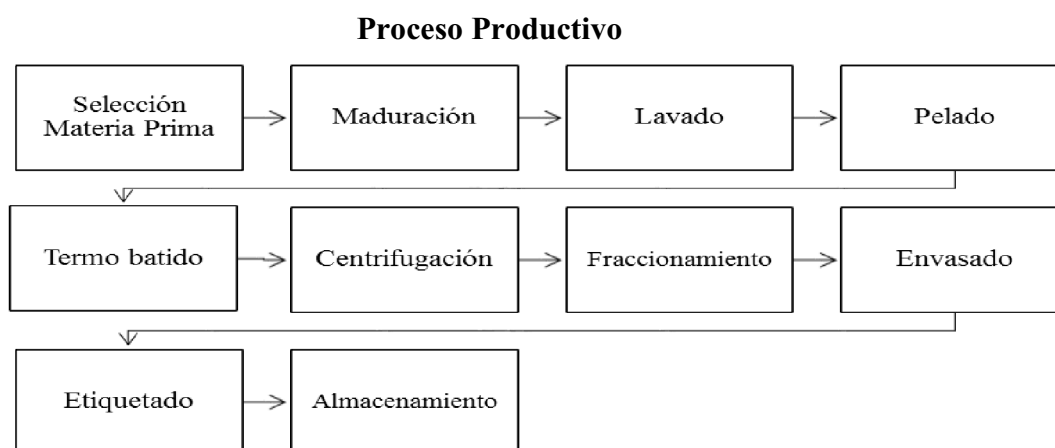 Proceso Productivo
Selección
Materia Prima
Maduración
Lavado
Pelado
Termo batido
Centrifugación
Fraccionamiento
Envasado
Etiquetado
Almacenamiento